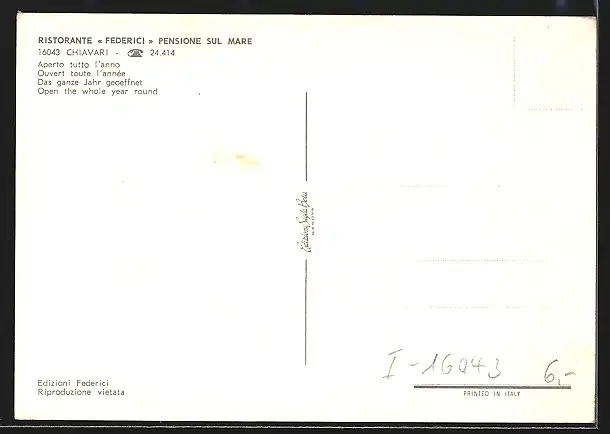 RISTORANTE « FEDERICI » PENSIONE SUL MARE
16043 CHIAVARI - ☎ 24.414
Aperto tutto l'anno
Ouvert toute l'année
Das ganze Jahr geoeffnet
Open the whole year round
GENOVA
I-16043 6,-
Edizioni Federici
Riproduzione vietata
PRINTED IN ITALY